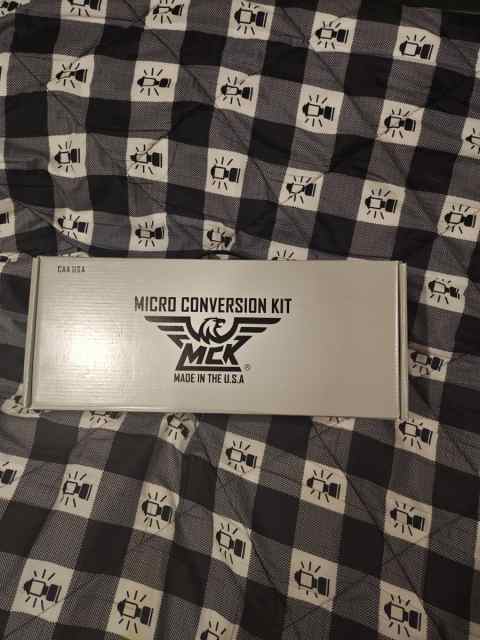 CAA USA
MICRO CONVERSION KIT
MCK ®
MADE IN THE U.S.A